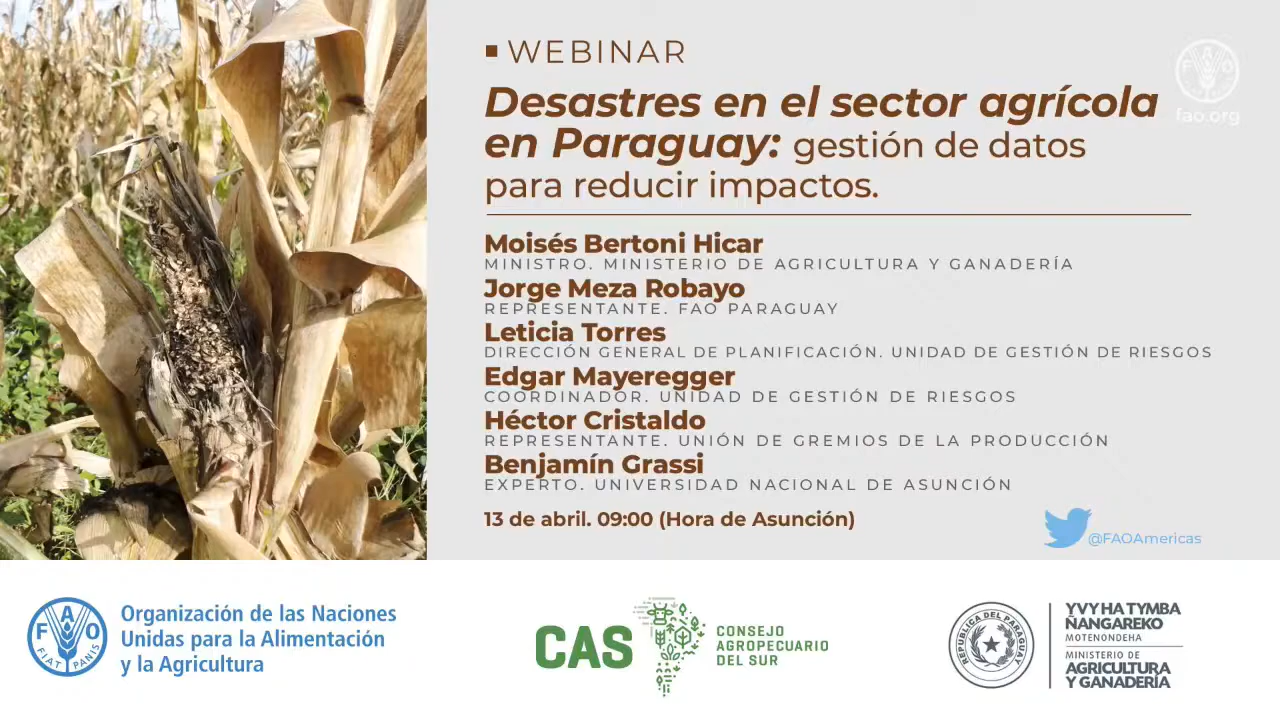 WEBINAR
Desastres en el sector agrícola
en Paraguay: gestión de datos
para reducir impactos.
fao.org
Moisés Bertoni Hicar
MINISTRO. MINISTERIO DE AGRICULTURA Y GANADERÍA
Jorge Meza Robayo
REPRESENTANTE. FAO PARAGUAY
Leticia Torres
DIRECCIÓN GENERAL DE PLANIFICACIÓN. UNIDAD DE GESTIÓN DE RIESGOS
Edgar Mayeregger
COORDINADOR. UNIDAD DE GESTIÓN DE RIESGOS
Héctor Cristaldo
REPRESENTANTE. UNIÓN DE GREMIOS DE LA PRODUCCIÓN
Benjamín Grassi
EXPERTO. UNIVERSIDAD NACIONAL DE ASUNCIÓN
13 de abril. 09:00 (Hora de Asunción)
@FAOAmericas
FAO
FIAT PANIS
Organización de las Naciones
Unidas para la Alimentación
y la Agricultura
CAS
CONSEJO
AGROPECUARIO
DEL SUR
REPÚBLICA DEL PARAGUAY
YVY HA TYMBA
ÑANGAREKO
MOTENONDEHA
MINISTERIO DE
AGRICULTURA
Y GANADERÍA